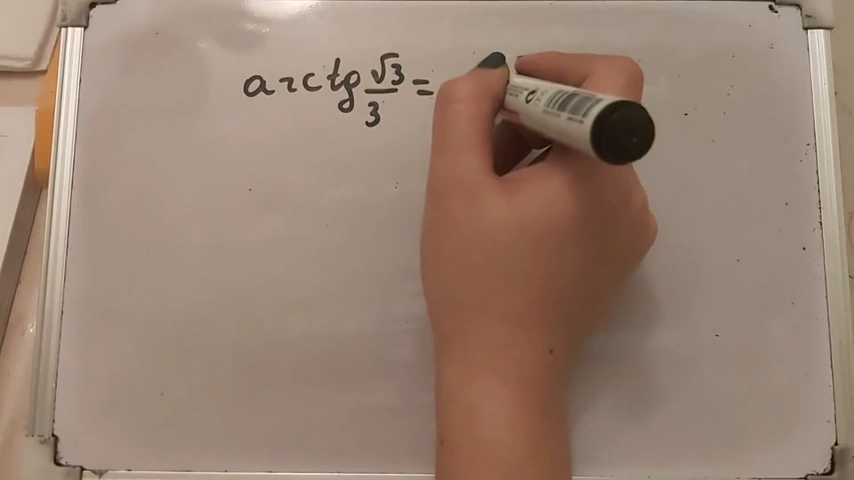 arctg √3/3 =